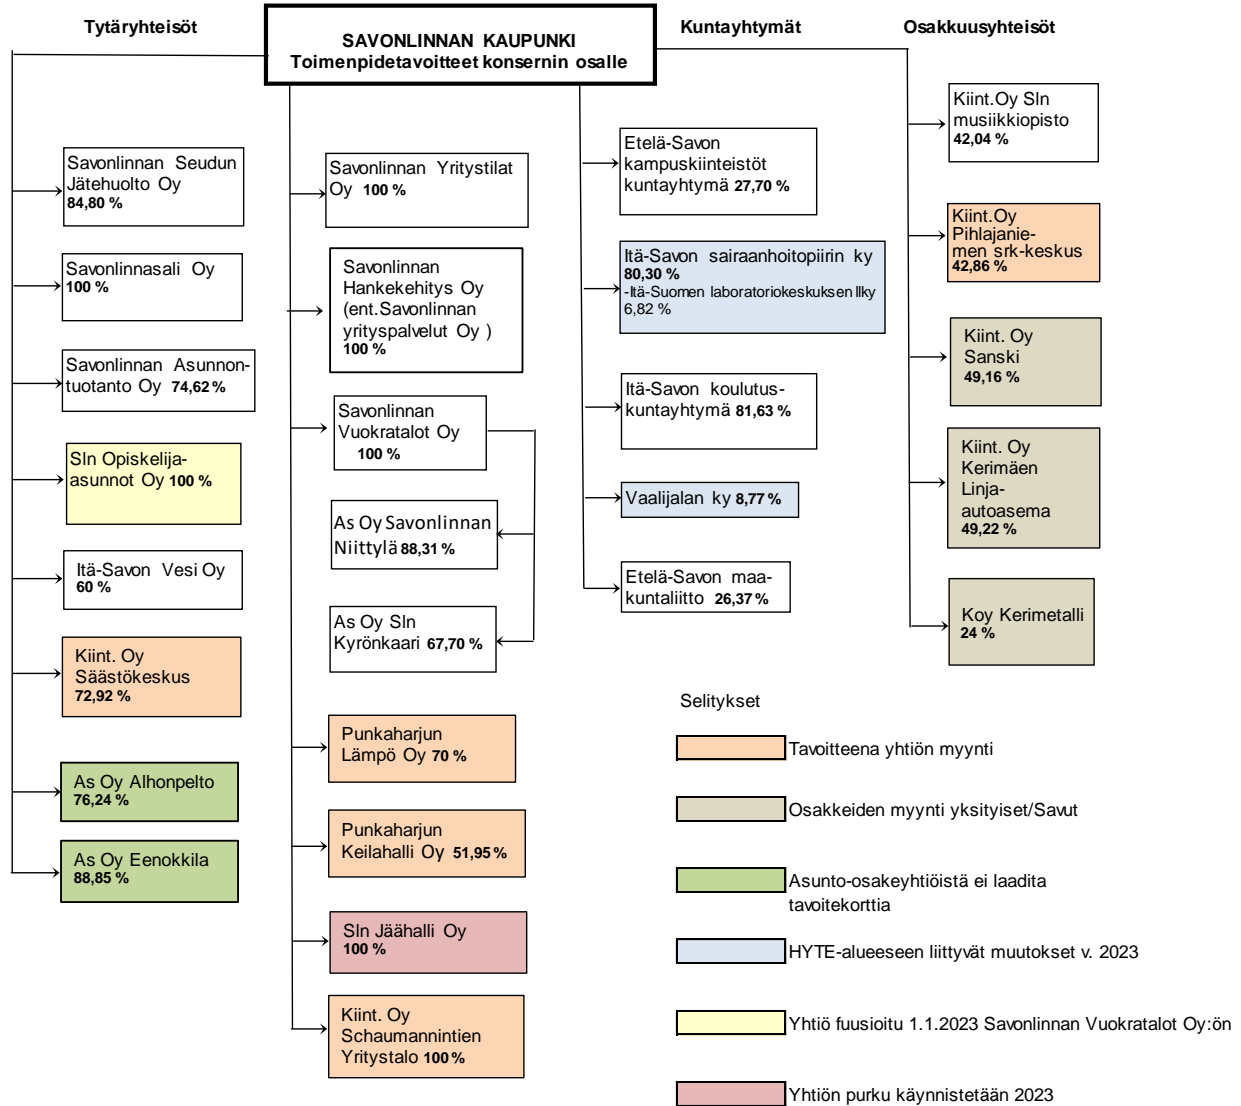 Tytäryhteisöt
SAVONLINNAN KAUPUNKI
Toimenpidetavoitteet konsernin osalle
Kuntayhtymät
Osakkuusyhteisöt
Savonlinnan Seudun
Jätehuolto Oy
84,80 %
Savonlinnasali Oy
100 %
Savonlinnan Asunnon-
tuotanto Oy 74,62 %
Sln Opiskelija-
asunnot Oy 100 %
Itä-Savon Vesi Oy
60 %
Kiint. Oy
Säästökeskus
72,92 %
As Oy Alhonpelto
76,24 %
As Oy Eenokkila
88,85 %
Savonlinnan Yritystilat
Oy 100 %
Savonlinnan
Hankekehitys Oy
(ent.Savonlinnan
yrityspalvelut Oy )
100 %
Savonlinnan
Vuokratalot Oy
100 %
As Oy Savonlinnan
Niittylä 88,31 %
As Oy Sln
Kyrönkaari 67,70 %
Punkaharjun
Lämpö Oy 70 %
Punkaharjun
Keilahalli Oy 51,95 %
Sln Jäähalli Oy
100 %
Kiint. Oy
Schaumannintien
Yritystalo 100 %
Etelä-Savon
kampuskiinteistöt
kuntayhtymä 27,70 %
Itä-Savon sairaanhoitopiirin ky
80,30 %
-Itä-Suomen laboratoriokeskuksen llky
6,82 %
Itä-Savon koulutus-
kuntayhtymä 81,63 %
Vaalijalan ky 8,77 %
Etelä-Savon maa-
kuntaliitto 26,37 %
Kiint.Oy Sln
musiikkiopisto
42,04 %
Kiint.Oy
Pihlajanie-
men srk-keskus
42,86 %
Kiint. Oy
Sanski
49,16 %
Kiint. Oy
Kerimäen
Linja-
autoasema
49,22 %
Koy Kerimetalli
24 %
Selitykset
Tavoitteena yhtiön myynti
Osakkeiden myynti yksityiset/Savut
Asunto-osakeyhtiöistä ei laadita
tavoitekorttia
HYTE-alueeseen liittyvät muutokset v. 2023
Yhtiö fuusioitu 1.1.2023 Savonlinnan Vuokratalot Oy:ön
Yhtiön purku käynnistetään 2023